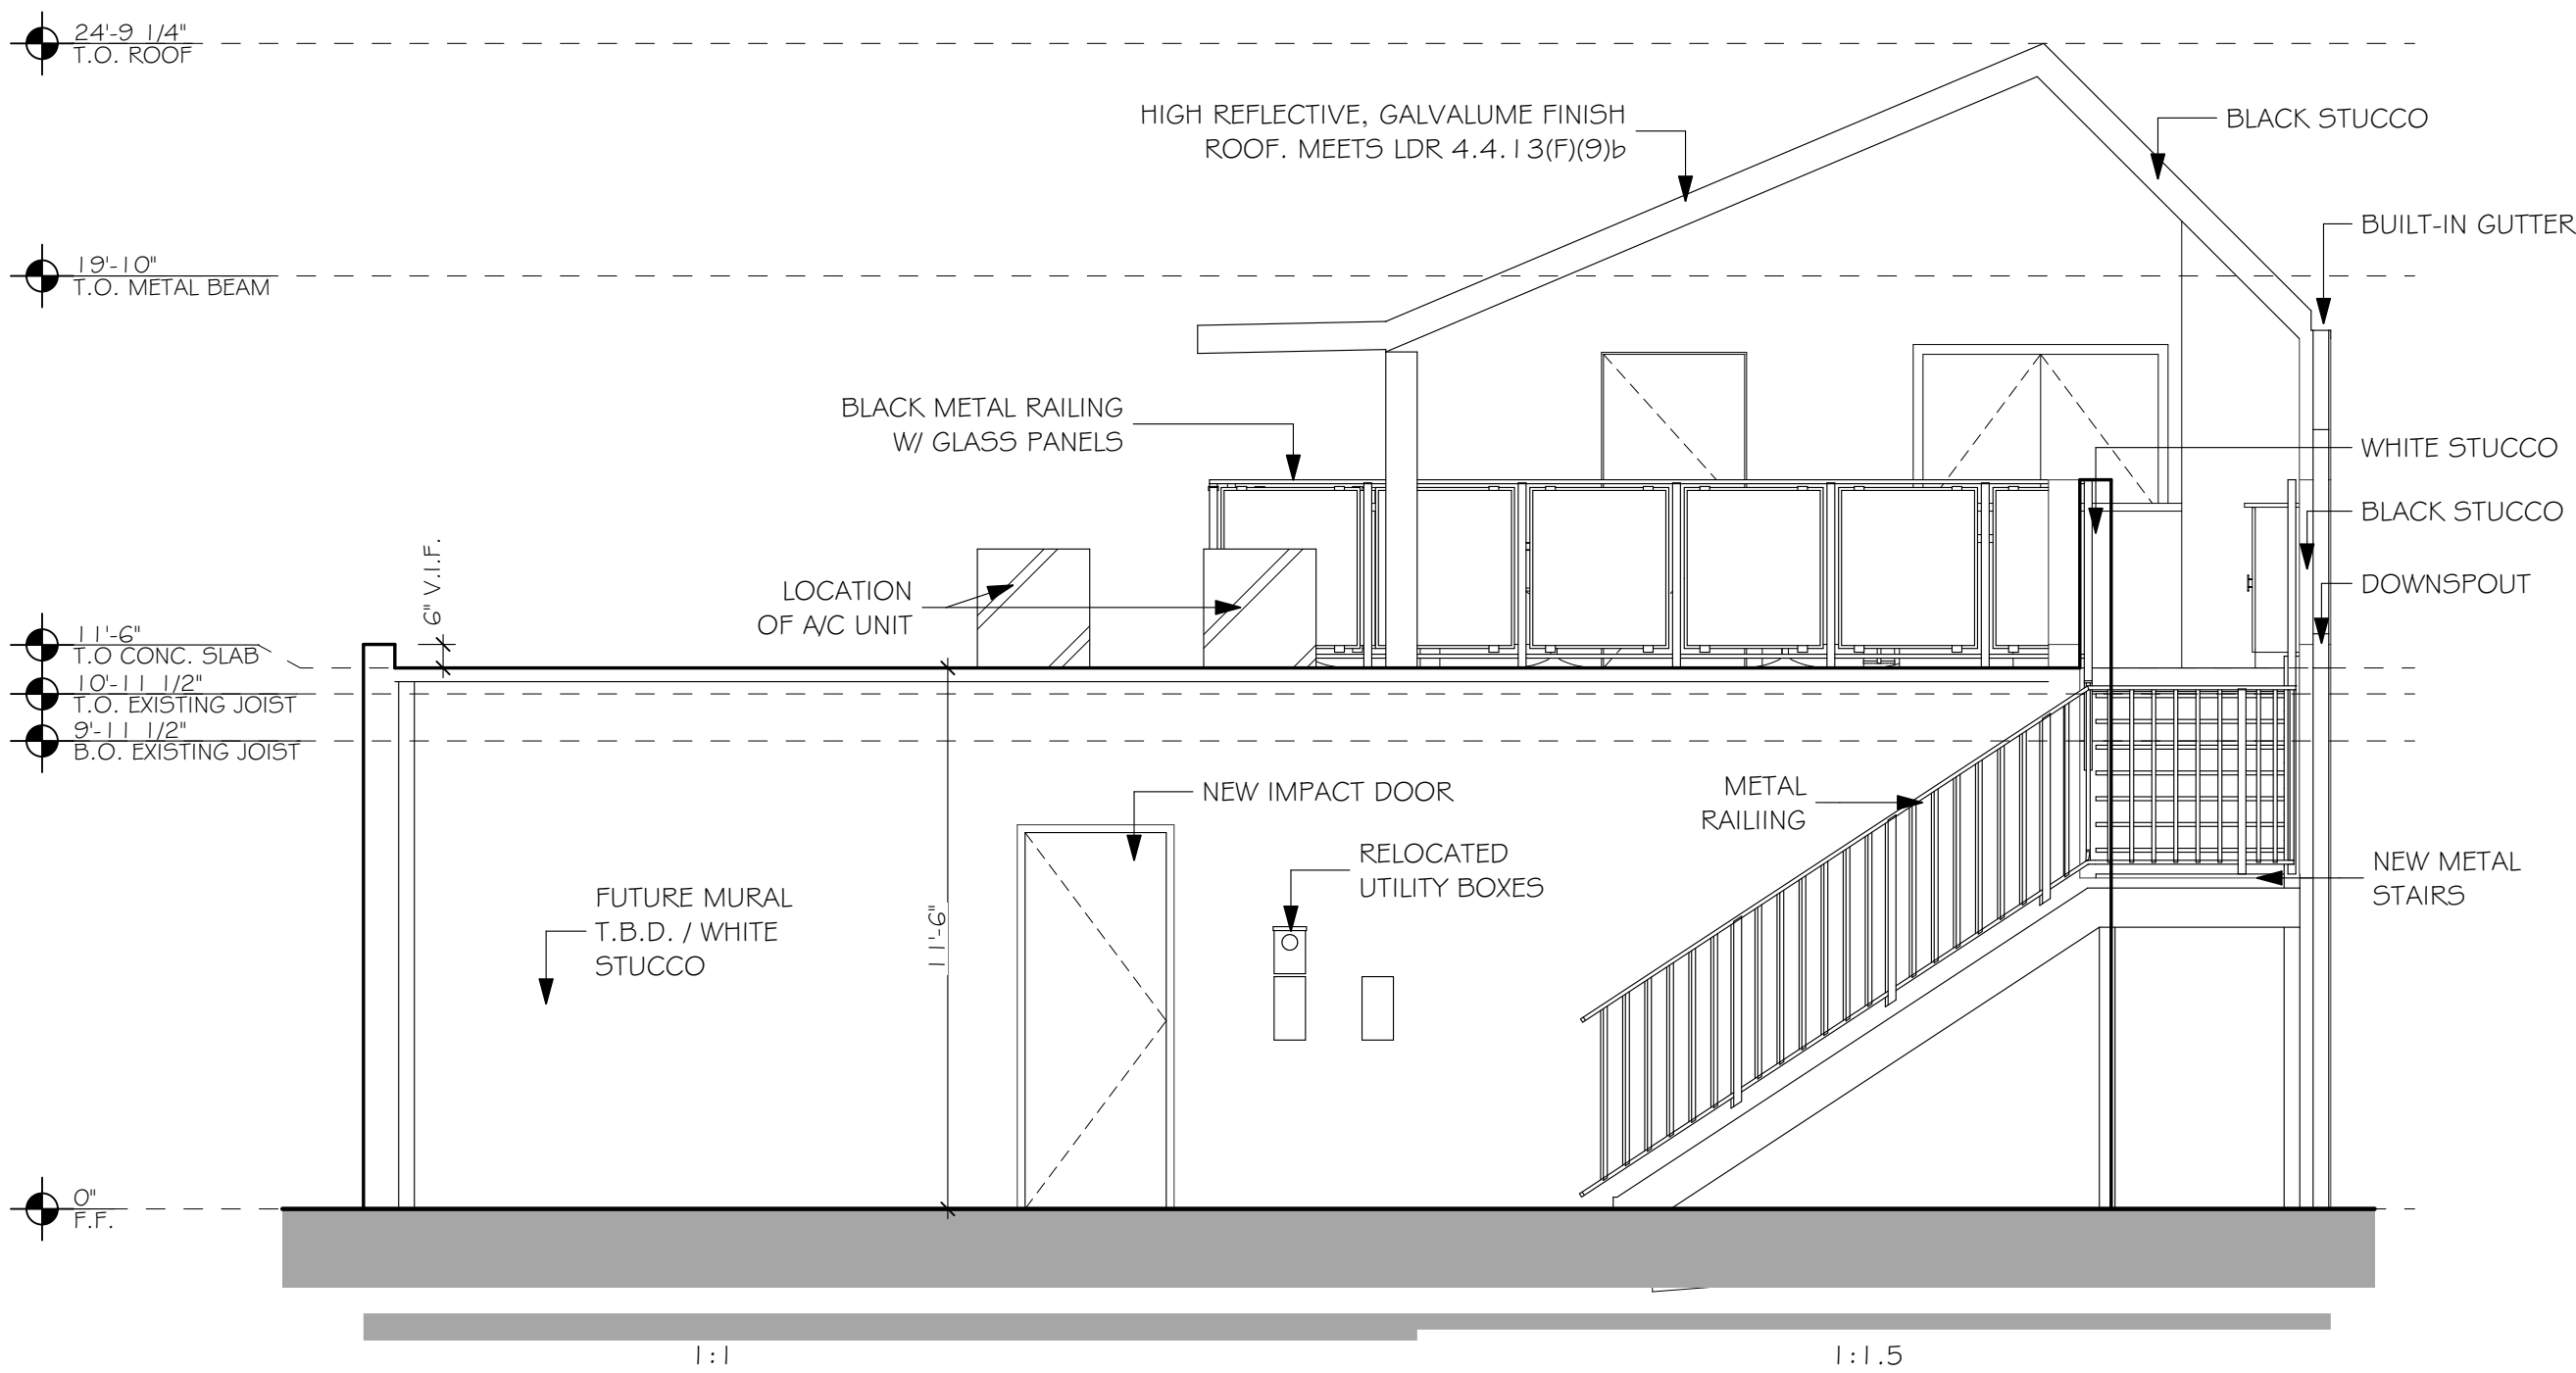 24'-9 1/4"
T.O. ROOF
HIGH REFLECTIVE, GALVALUME FINISH
ROOF. MEETS LDR 4.4.13(F)(9)b
BLACK STUCCO
BUILT-IN GUTTER
19'-10"
T.O. METAL BEAM
BLACK METAL RAILING
W/ GLASS PANELS
WHITE STUCCO
BLACK STUCCO
DOWNSPOUT
6" V.I.F.
LOCATION
OF A/C UNIT
11'-6"
T.O CONC. SLAB
10'-11 1/2"
T.O. EXISTING JOIST
9'-11 1/2"
B.O. EXISTING JOIST
NEW IMPACT DOOR
METAL
RAILIING
RELOCATED
UTILITY BOXES
NEW METAL
STAIRS
FUTURE MURAL
T.B.D. / WHITE
STUCCO
11'-6"
0"
F.F.
1:1
1:1.5